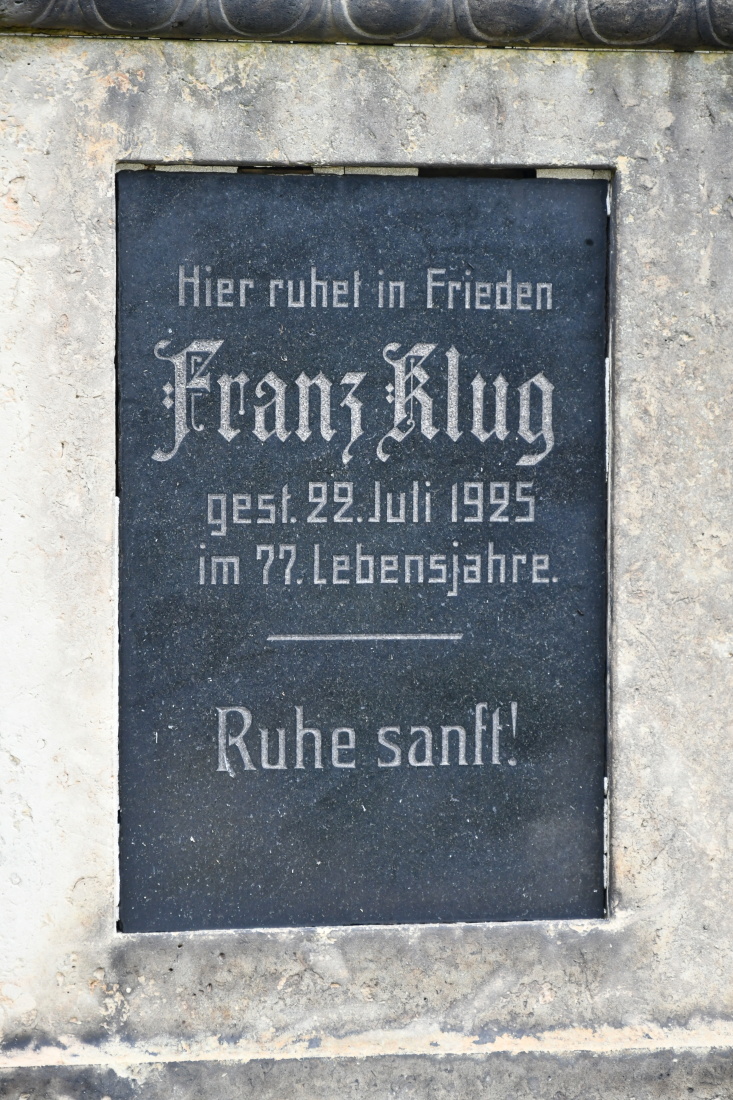 Hier ruhet in Frieden
Franz Klug
gest. 22. Juli 1925
im 77. Lebensjahre.
Ruhe sanft!